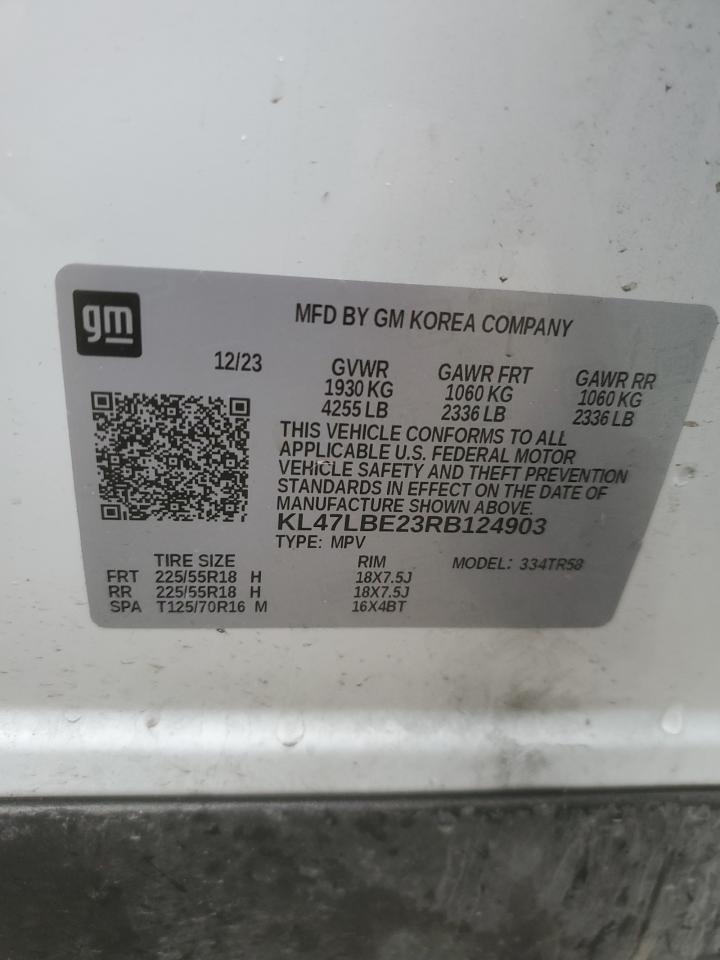 gm
MFD BY GM KOREA COMPANY
12/23 GVWR GAWR FRT GAWR RR
1930 KG 1060 KG 1060 KG
4255 LB 2336 LB 2336 LB
THIS VEHICLE CONFORMS TO ALL
APPLICABLE U.S. FEDERAL MOTOR
VEHICLE SAFETY AND THEFT PREVENTION
STANDARDS IN EFFECT ON THE DATE OF
MANUFACTURE SHOWN ABOVE.
KL47LBE23RB124903
TYPE: MPV
TIRE SIZE RIM MODEL: 334TR58
FRT 225/55R18 H 18X7.5J
RR 225/55R18 H 18X7.5J
SPA T125/70R16 M 16X4BT